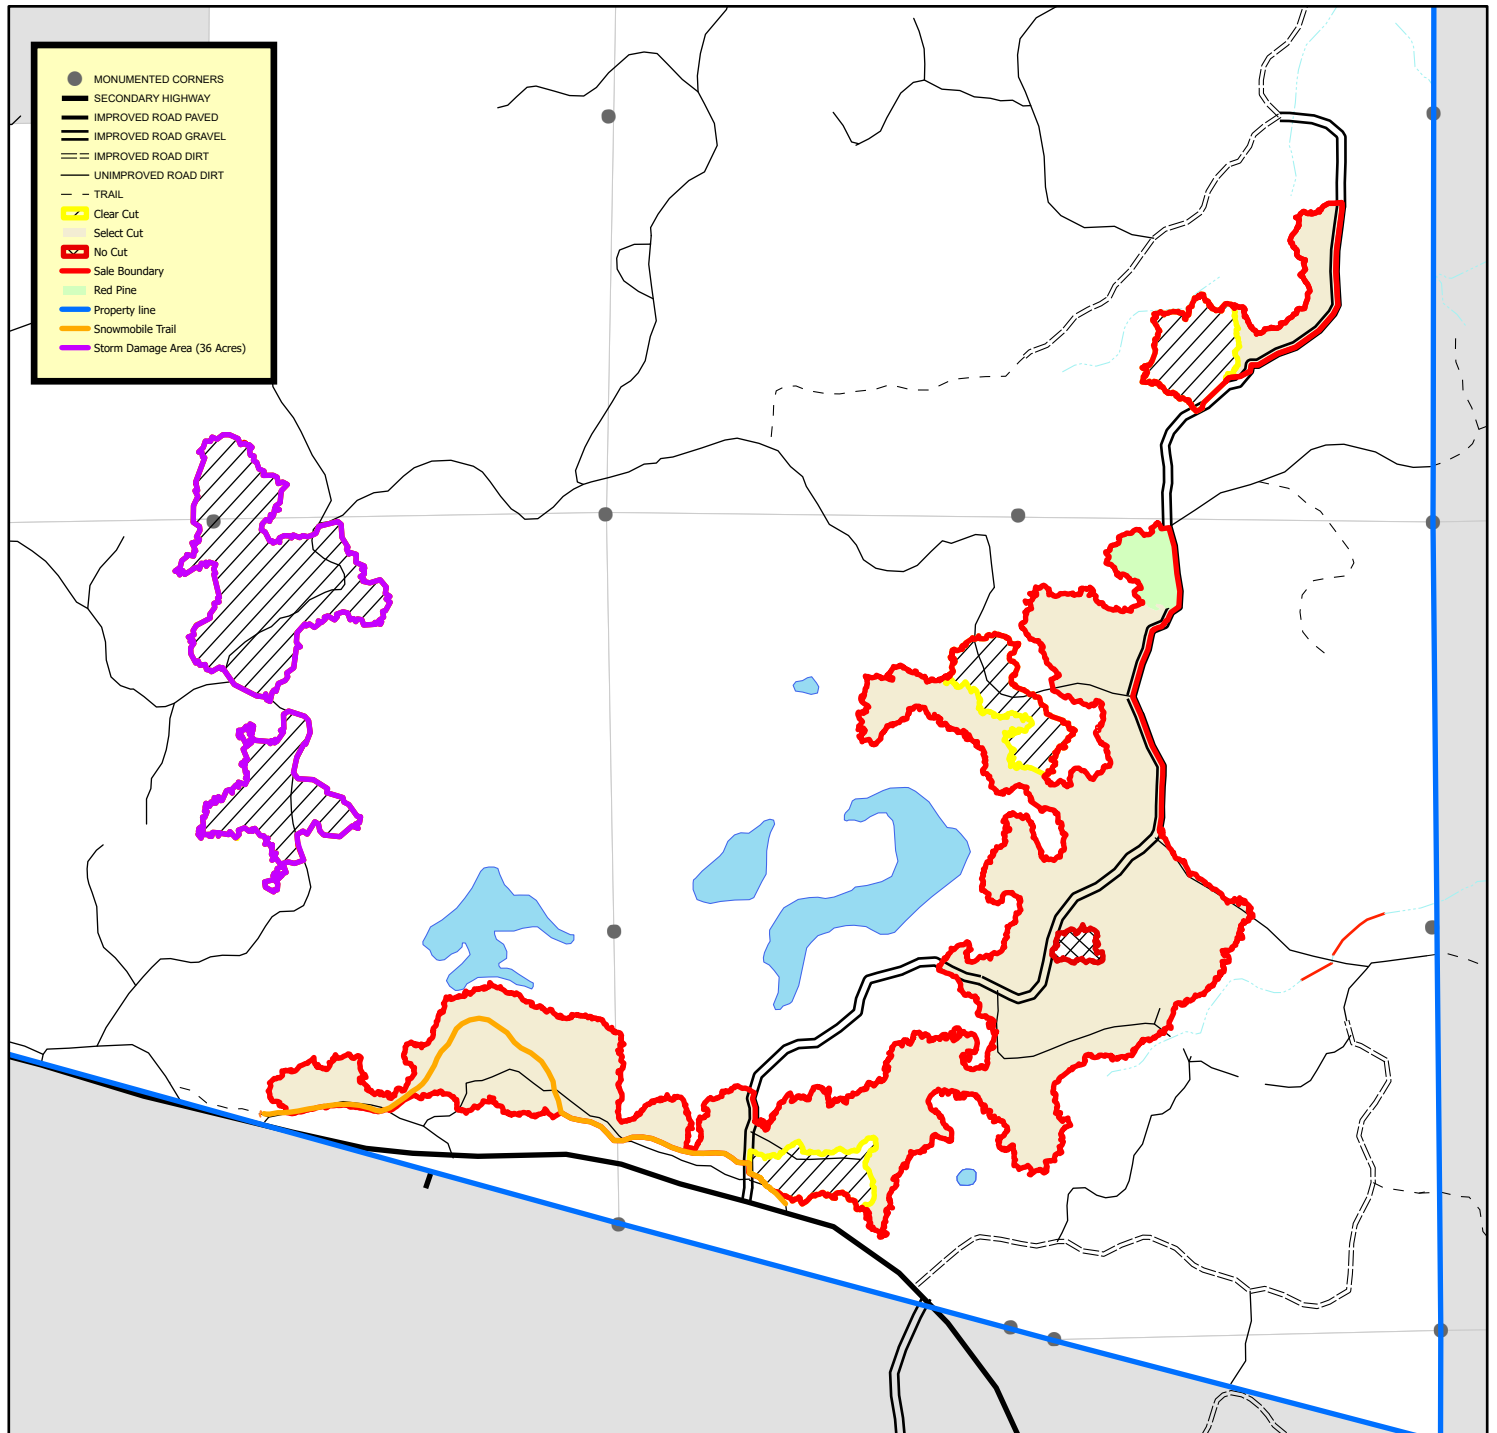 MONUMENTED CORNERS
SECONDARY HIGHWAY
IMPROVED ROAD PAVED
IMPROVED ROAD GRAVEL
IMPROVED ROAD DIRT
UNIMPROVED ROAD DIRT
TRAIL
Clear Cut
Select Cut
No Cut
Sale Boundary
Red Pine
Property line
Snowmobile Trail
Storm Damage Area (36 Acres)